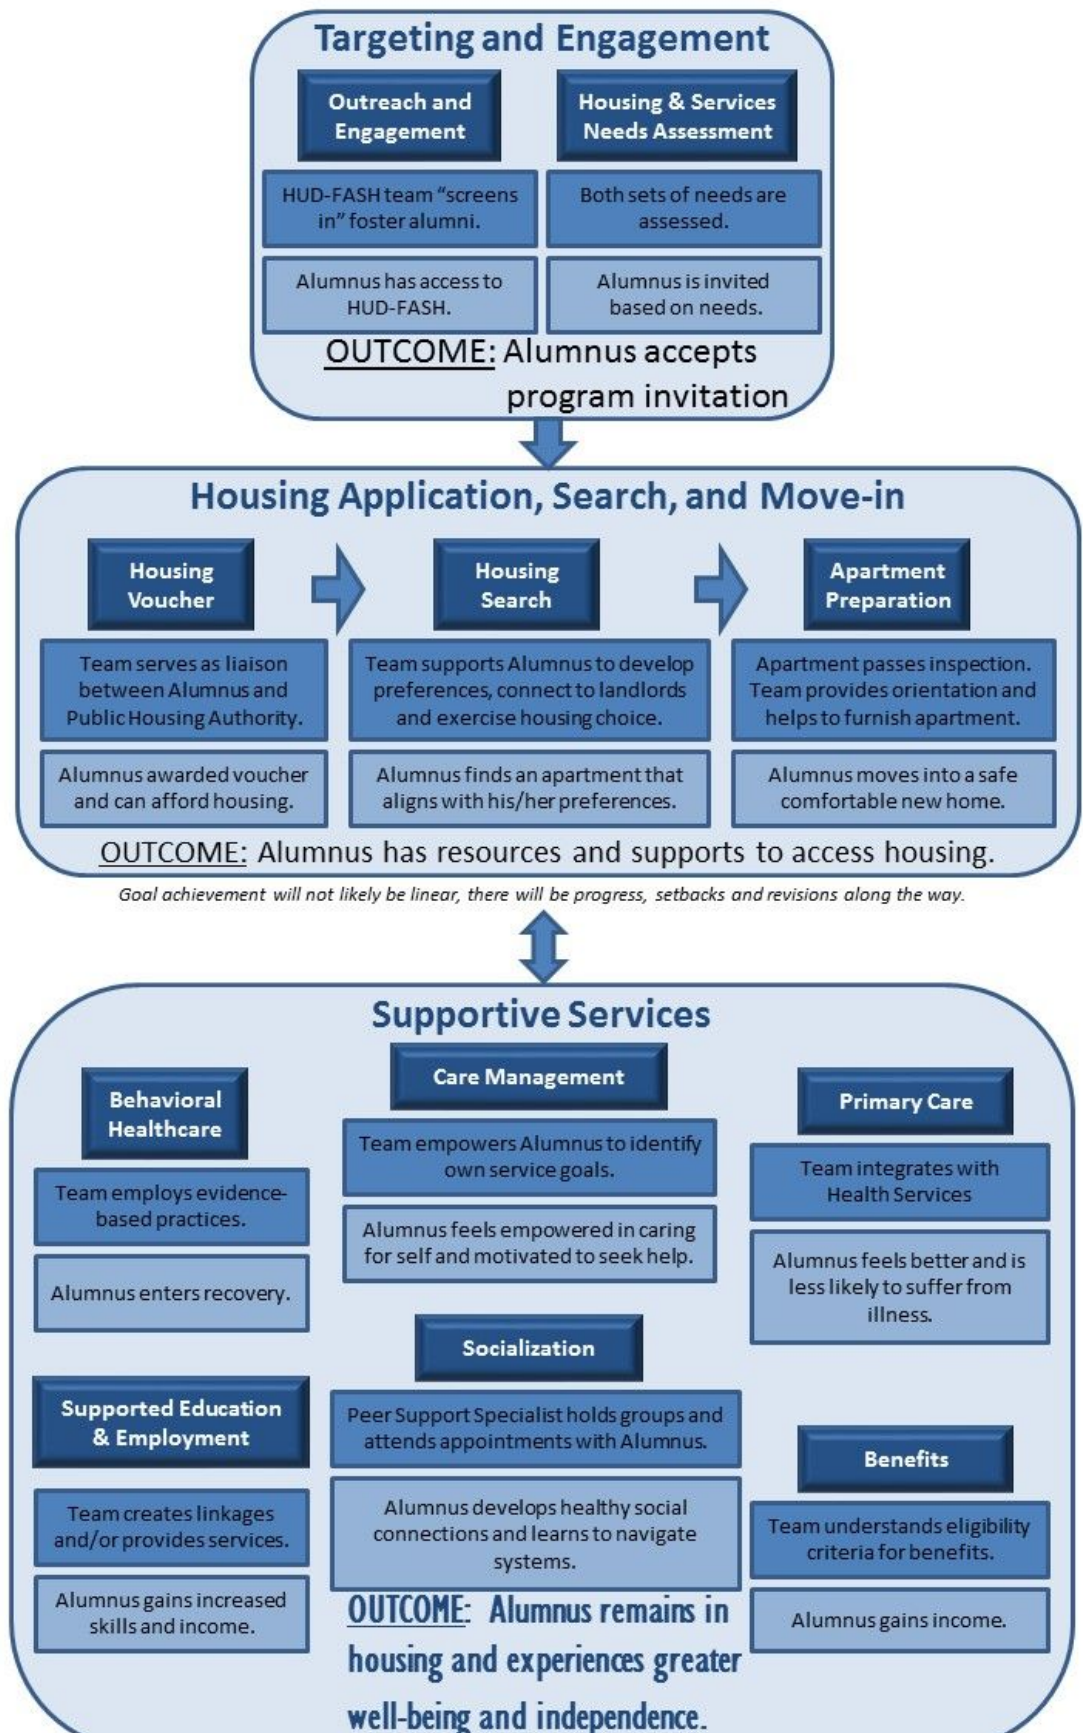 Targeting and Engagement
Outreach and
Engagement
HUD-FASH team “screens
in” foster alumni.
Alumnus has access to
HUD-FASH.
Housing & Services
Needs Assessment
Both sets of needs are
assessed.
Alumnus is invited
based on needs.
OUTCOME: Alumnus accepts
program invitation
Housing Application, Search, and Move-in
Housing
Voucher
Team serves as liaison
between Alumnus and
Public Housing Authority.
Alumnus awarded voucher
and can afford housing.
Housing
Search
Team supports Alumnus to develop
preferences, connect to landlords
and exercise housing choice.
Alumnus finds an apartment that
aligns with his/her preferences.
Apartment
Preparation
Apartment passes inspection.
Team provides orientation and
helps to furnish apartment.
Alumnus moves into a safe
comfortable new home.
OUTCOME: Alumnus has resources and supports to access housing.
Goal achievement will not likely be linear, there will be progress, setbacks and revisions along the way.
Supportive Services
Behavioral
Healthcare
Team employs evidence-
based practices.
Alumnus enters recovery.
Care Management
Team empowers Alumnus to identify
own service goals.
Alumnus feels empowered in caring
for self and motivated to seek help.
Primary Care
Team integrates with
Health Services
Alumnus feels better and is
less likely to suffer from
illness.
Supported Education
& Employment
Team creates linkages
and/or provides services.
Alumnus gains increased
skills and income.
Socialization
Peer Support Specialist holds groups and
attends appointments with Alumnus.
Alumnus develops healthy social
connections and learns to navigate
systems.
Benefits
Team understands eligibility
criteria for benefits.
Alumnus gains income.
OUTCOME: Alumnus remains in
housing and experiences greater
well-being and independence.